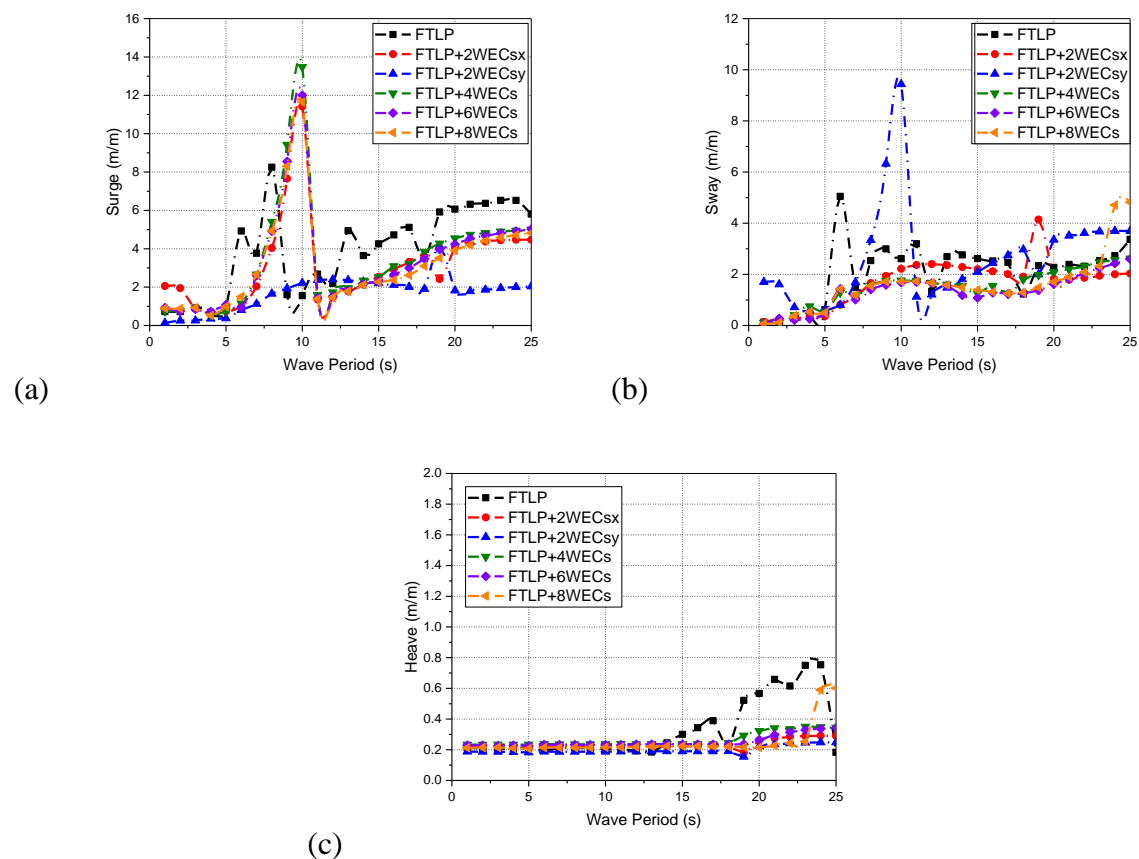 16
14
12
10
8
6
4
2
0
Surge (m/m)
FTLP
FTLP+2WECsx
FTLP+2WECsy
FTLP+4WECs
FTLP+6WECs
FTLP+8WECs
0 5 10 15 20 25
Wave Period (s)
(a)
12
10
8
6
4
2
0
Sway (m/m)
FTLP
FTLP+2WECsx
FTLP+2WECsy
FTLP+4WECs
FTLP+6WECs
FTLP+8WECs
0 5 10 15 20 25
Wave Period (s)
(b)
2.0
1.8
1.6
1.4
1.2
1.0
0.8
0.6
0.4
0.2
0.0
Heave (m/m)
FTLP
FTLP+2WECsx
FTLP+2WECsy
FTLP+4WECs
FTLP+6WECs
FTLP+8WECs
0 5 10 15 20 25
Wave Period (s)
(c)